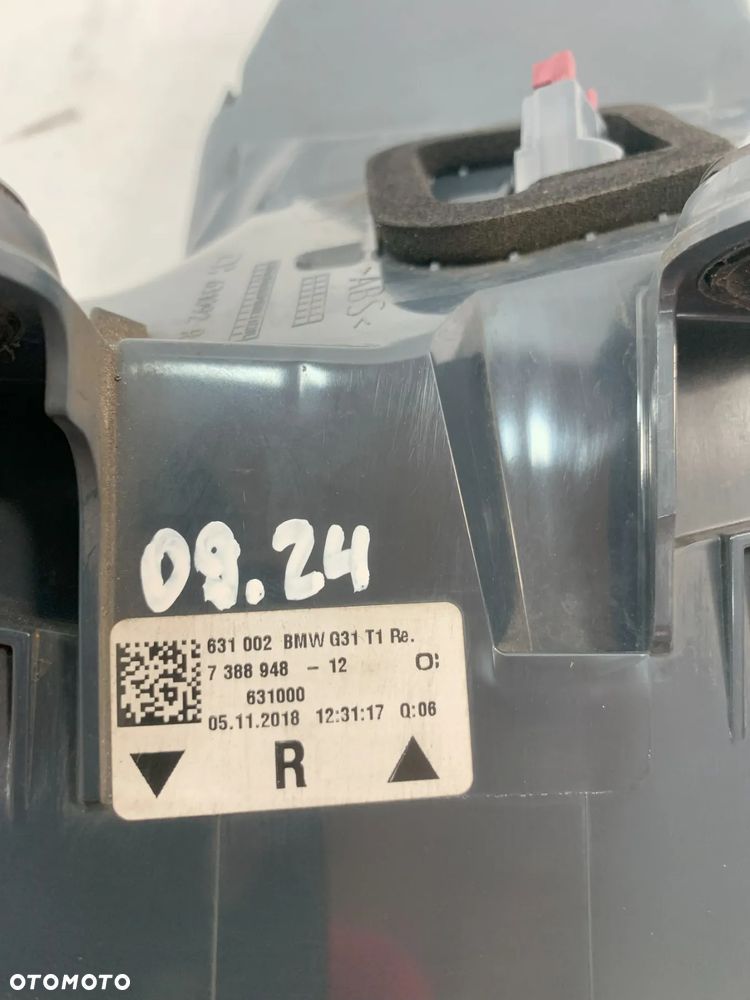 >ABS<
09.24
631 002 BMW G31 T1 Re.
7 388 948 - 12 O:
631000
05.11.2018 12:31:17 Q:06
R
OTOMOTO